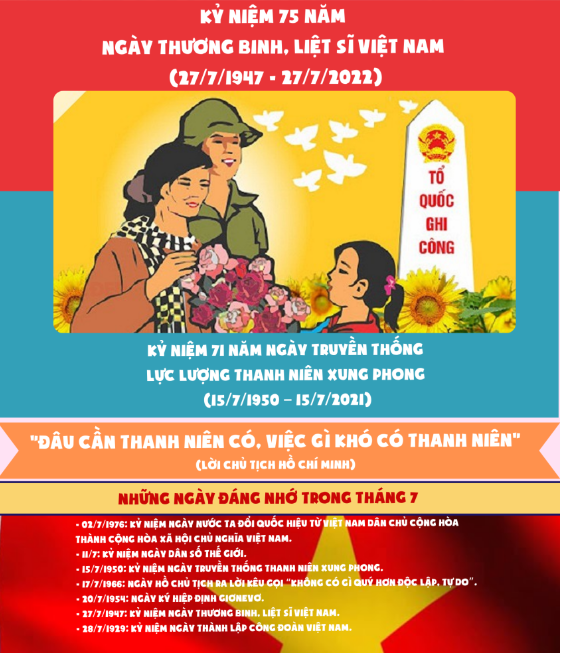 KỶ NIỆM 75 NĂM
NGÀY THƯƠNG BINH, LIỆT SĨ VIỆT NAM
(27/7/1947 - 27/7/2022)
TỔ
QUỐC
GHI
CÔNG
KỶ NIỆM 71 NĂM NGÀY TRUYỀN THỐNG
LỰC LƯỢNG THANH NIÊN XUNG PHONG
(15/7/1950 – 15/7/2021)
"ĐÂU CẦN THANH NIÊN CÓ, VIỆC GÌ KHÓ CÓ THANH NIÊN"
(LỜI CHỦ TỊCH HỒ CHÍ MINH)
NHỮNG NGÀY ĐÁNG NHỚ TRONG THÁNG 7
- 02/7/1976: KỶ NIỆM NGÀY NƯỚC TA ĐỔI QUỐC HIỆU TỪ VIỆT NAM DÂN CHỦ CỘNG HÒA
THÀNH CỘNG HÒA XÃ HỘI CHỦ NGHĨA VIỆT NAM.
- 11/7: KỶ NIỆM NGÀY DÂN SỐ THẾ GIỚI.
- 15/7/1950: KỶ NIỆM NGÀY TRUYỀN THỐNG THANH NIÊN XUNG PHONG.
- 17/7/1966: NGÀY HỒ CHỦ TỊCH RA LỜI KÊU GỌI "KHÔNG CÓ GÌ QUÝ HƠN ĐỘC LẬP, TỰ DO".
- 20/7/1954: NGÀY KÝ HIỆP ĐỊNH GIƠNEVƠ.
- 27/7/1947: KỶ NIỆM NGÀY THƯƠNG BINH, LIỆT SĨ VIỆT NAM.
- 28/7/1929: KỶ NIỆM NGÀY THÀNH LẬP CÔNG ĐOÀN VIỆT NAM.